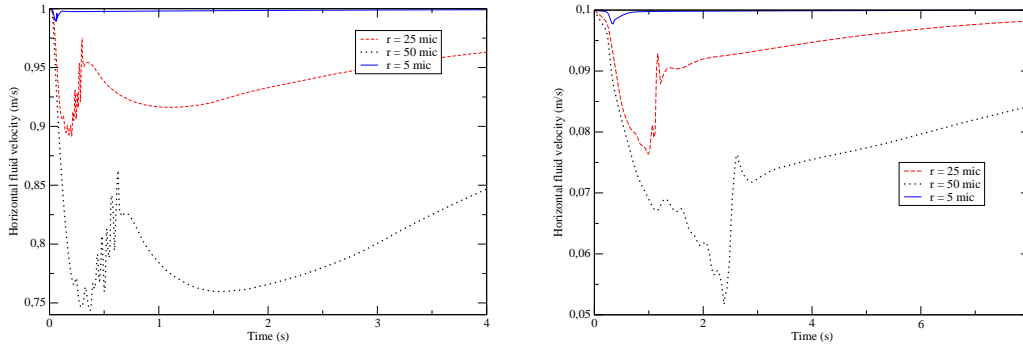 1
0,95
0,9
0,85
0,8
0,75
0
1
2
3
4
Time (s)
Horizontal fluid velocity (m/s)
r = 25 mic
r = 50 mic
r = 5 mic
0,1
0,09
0,08
0,07
0,06
0,05
0
2
4
6
Time (s)
Horizontal fluid velocity (m/s)
r = 25 mic
r = 50 mic
r = 5 mic